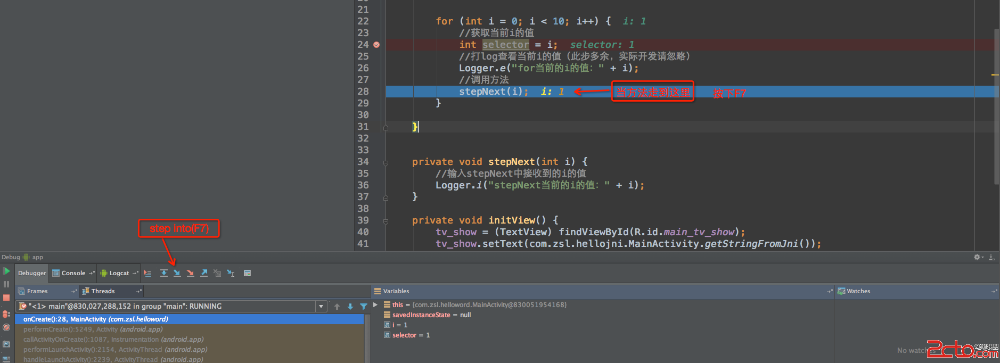 21
22 for (int i = 0; i < 10; i++) { i: 1
23 //获取当前i的值
24 int selector = i; selector: 1
25 //打log查看当前i的值（此步多余，实际开发请忽略）
26 Logger.e("for当前的i的值：" + i);
27 //调用方法
28 stepNext(i); i: 1 当方法走到这里 按下F7
29 }
30
31 }
32
33
34 private void stepNext(int i) {
35 //输入stepNext中接收到的i的值
36 Logger.i("stepNext当前的i的值：" + i);
37 }
38
39 private void initView() {
40 tv_show = (TextView) findViewById(R.id.main_tv_show);
41 tv_show.setText(com.zsl.hellojni.MainActivity.getStringFromJni());
step into(F7)
Debug app
Debugger Console Logcat
Frames Threads Variables Watches
"<1> main"@830,027,288,152 in group "main": RUNNING
onCreate():28, MainActivity (com.zsl.helloword)
performCreate():5249, Activity (android.app)
callActivityOnCreate():1087, Instrumentation (android.app)
performLaunchActivity():2154, ActivityThread (android.app)
handleLaunchActivity():2239, ActivityThread (android.app)
this = {com.zsl.helloword.MainActivity@830051954168}
savedInstanceState = null
i = 1
selector = 1
No watches
2cto.com